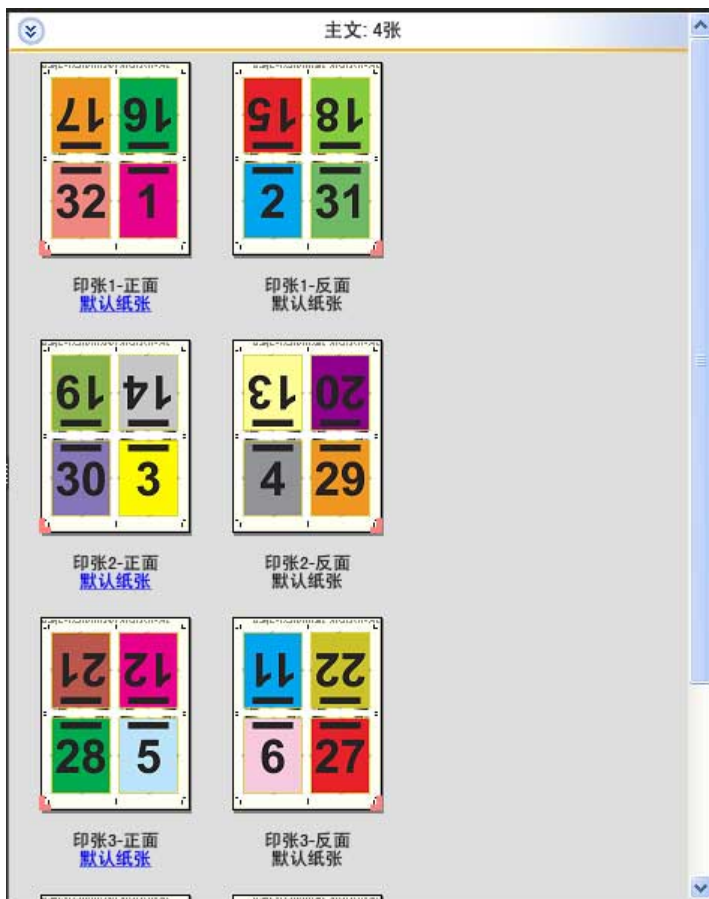 主文: 4张
17 16
32 1
15 18
2 31
印张1-正面
默认纸张
印张1-反面
默认纸张
19 14
30 3
13 20
4 29
印张2-正面
默认纸张
印张2-反面
默认纸张
21 12
28 5
11 22
6 27
印张3-正面
默认纸张
印张3-反面
默认纸张